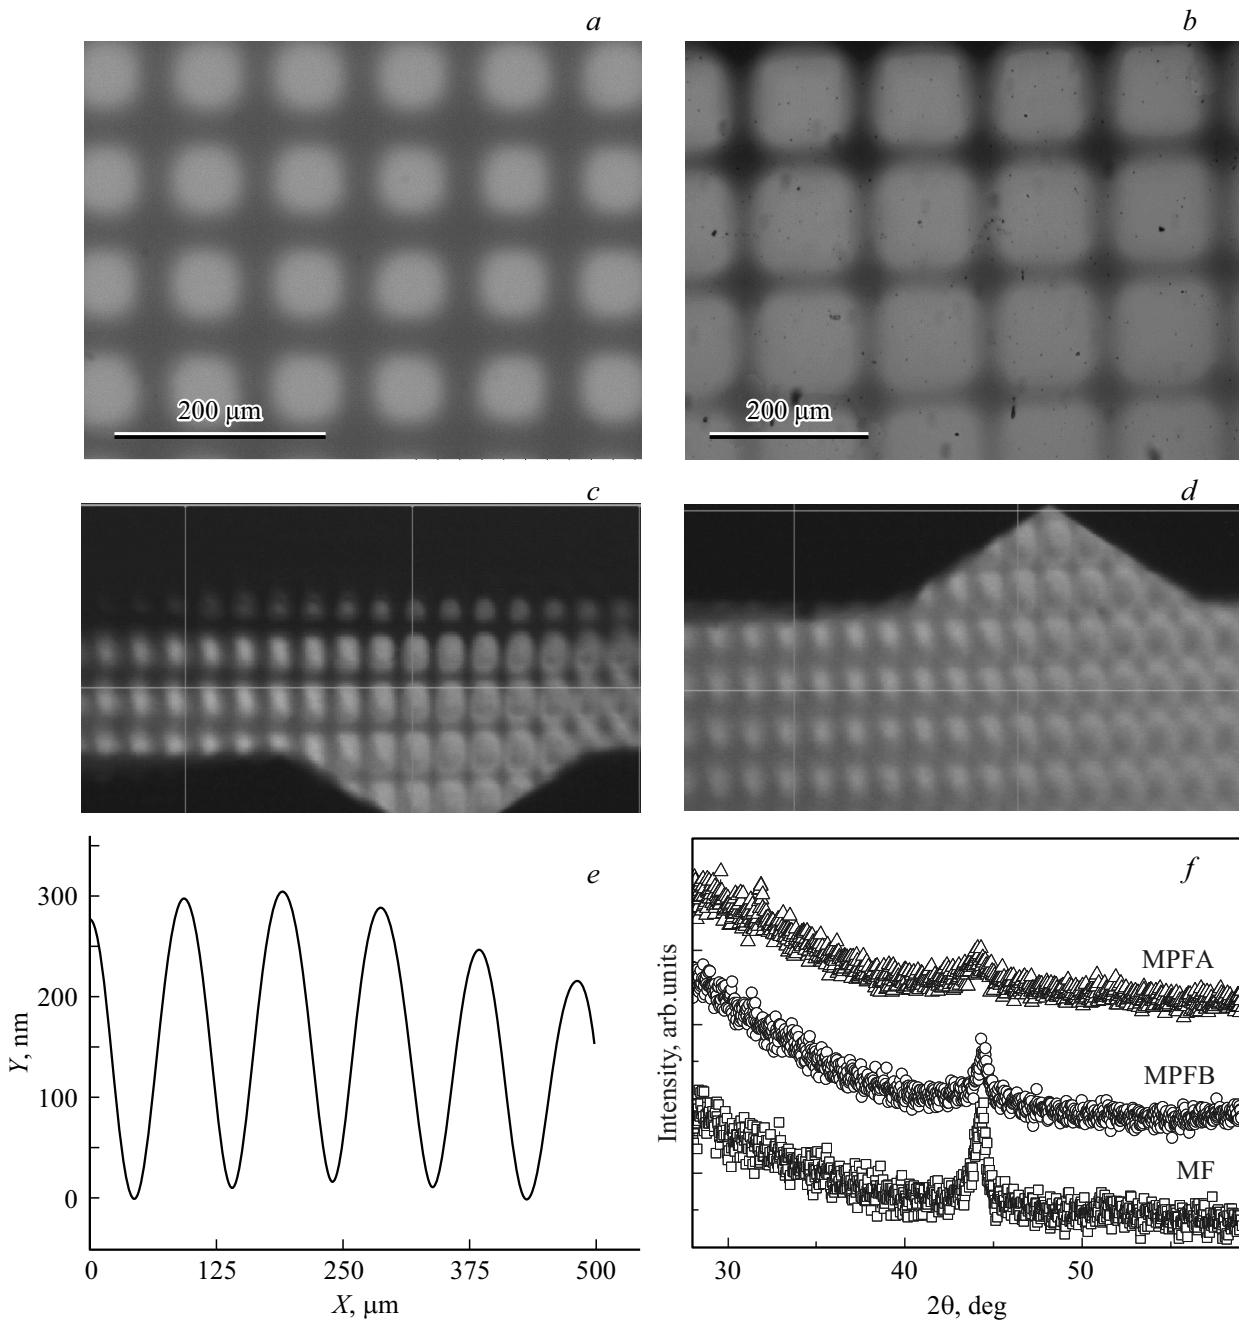 a
b
200 μm
200 μm
c
d
e
300
200
100
0
Y, nm
0
125
250
375
500
X, μm
f
MPFA
MPFB
MF
Intensity, arb.units
30
40
50
2θ, deg